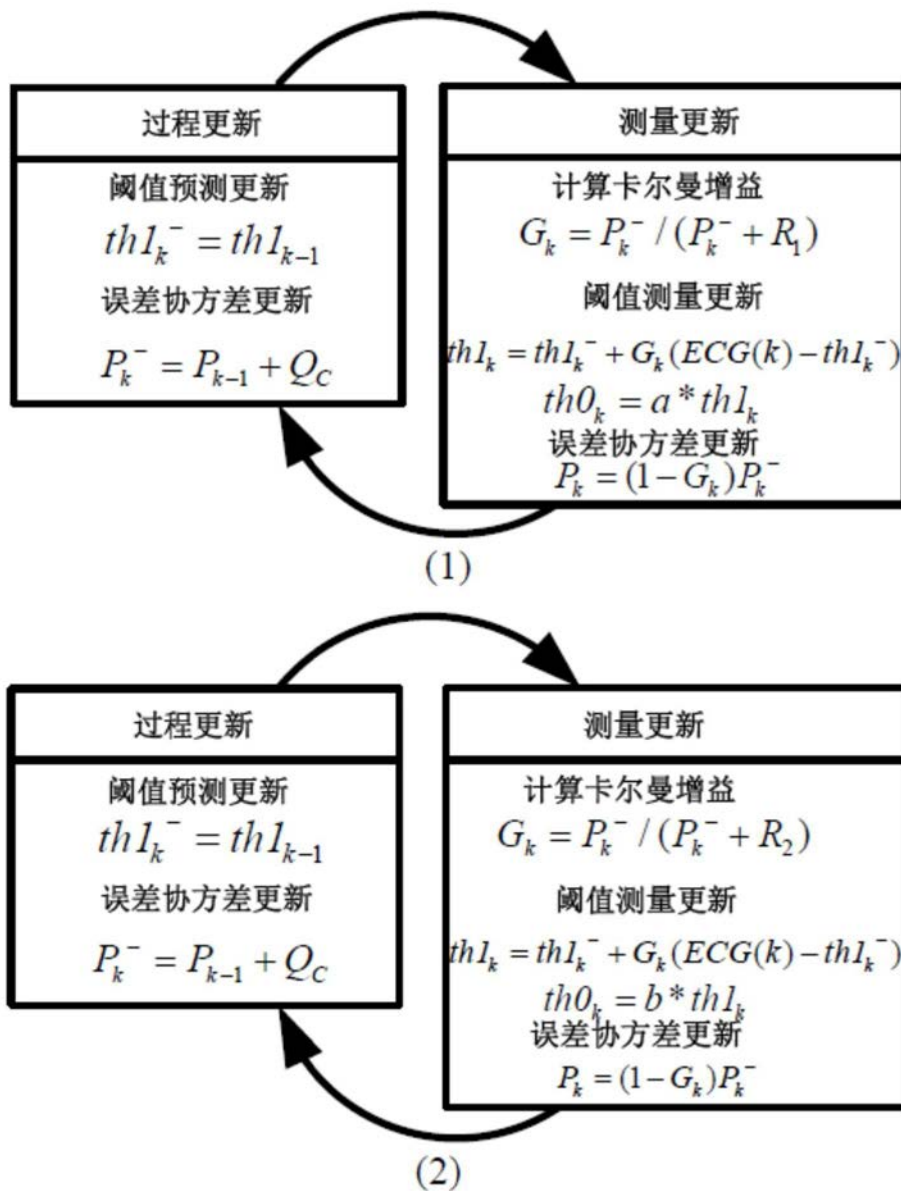 过程更新
阈值预测更新
th1ₖ⁻ = th1ₖ₋₁
误差协方差更新
Pₖ⁻ = Pₖ₋₁ + Q_C
测量更新
计算卡尔曼增益
Gₖ = Pₖ⁻ / (Pₖ⁻ + R₁)
阈值测量更新
th1ₖ = th1ₖ⁻ + Gₖ(ECG(k) − th1ₖ⁻)
th0ₖ = a * th1ₖ
误差协方差更新
Pₖ = (1 − Gₖ)Pₖ⁻
(1)
过程更新
阈值预测更新
th1ₖ⁻ = th1ₖ₋₁
误差协方差更新
Pₖ⁻ = Pₖ₋₁ + Q_C
测量更新
计算卡尔曼增益
Gₖ = Pₖ⁻ / (Pₖ⁻ + R₂)
阈值测量更新
th1ₖ = th1ₖ⁻ + Gₖ(ECG(k) − th1ₖ⁻)
th0ₖ = b * th1ₖ
误差协方差更新
Pₖ = (1 − Gₖ)Pₖ⁻
(2)